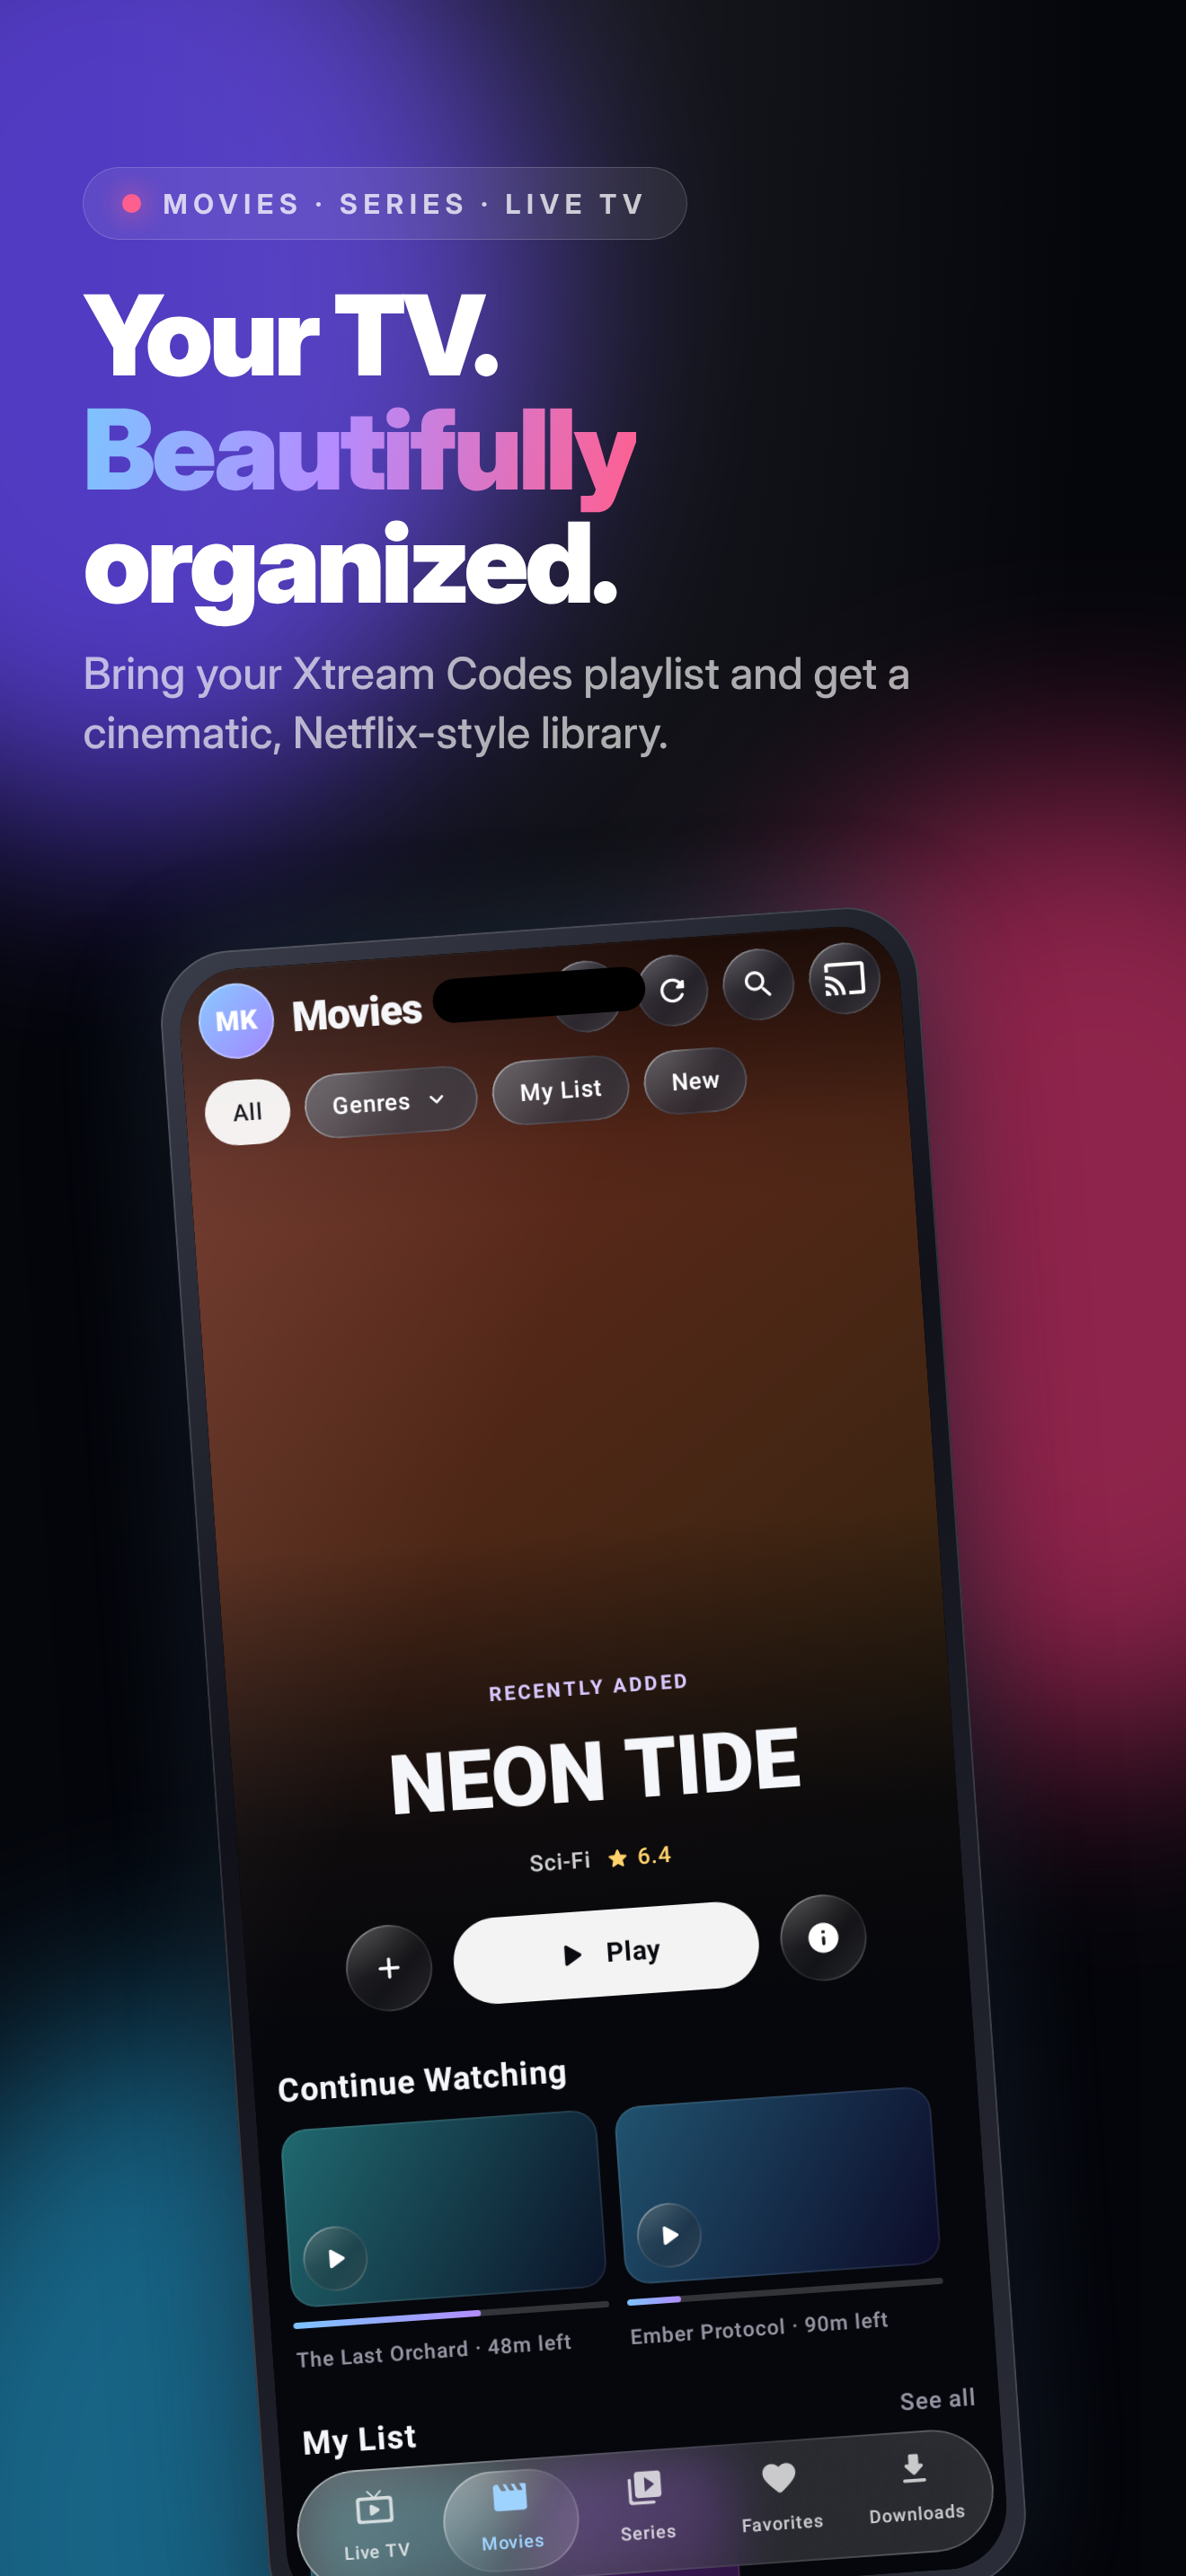 MOVIES · SERIES · LIVE TV
Your TV.
Beautifully
organized.
Bring your Xtream Codes playlist and get a
cinematic, Netflix-style library.
MK
Movies
All
Genres
My List
New
RECENTLY ADDED
NEON TIDE
Sci-Fi ★ 6.4
Play
Continue Watching
The Last Orchard · 48m left
Ember Protocol · 90m left
My List
See all
Live TV
Movies
Series
Favorites
Downloads